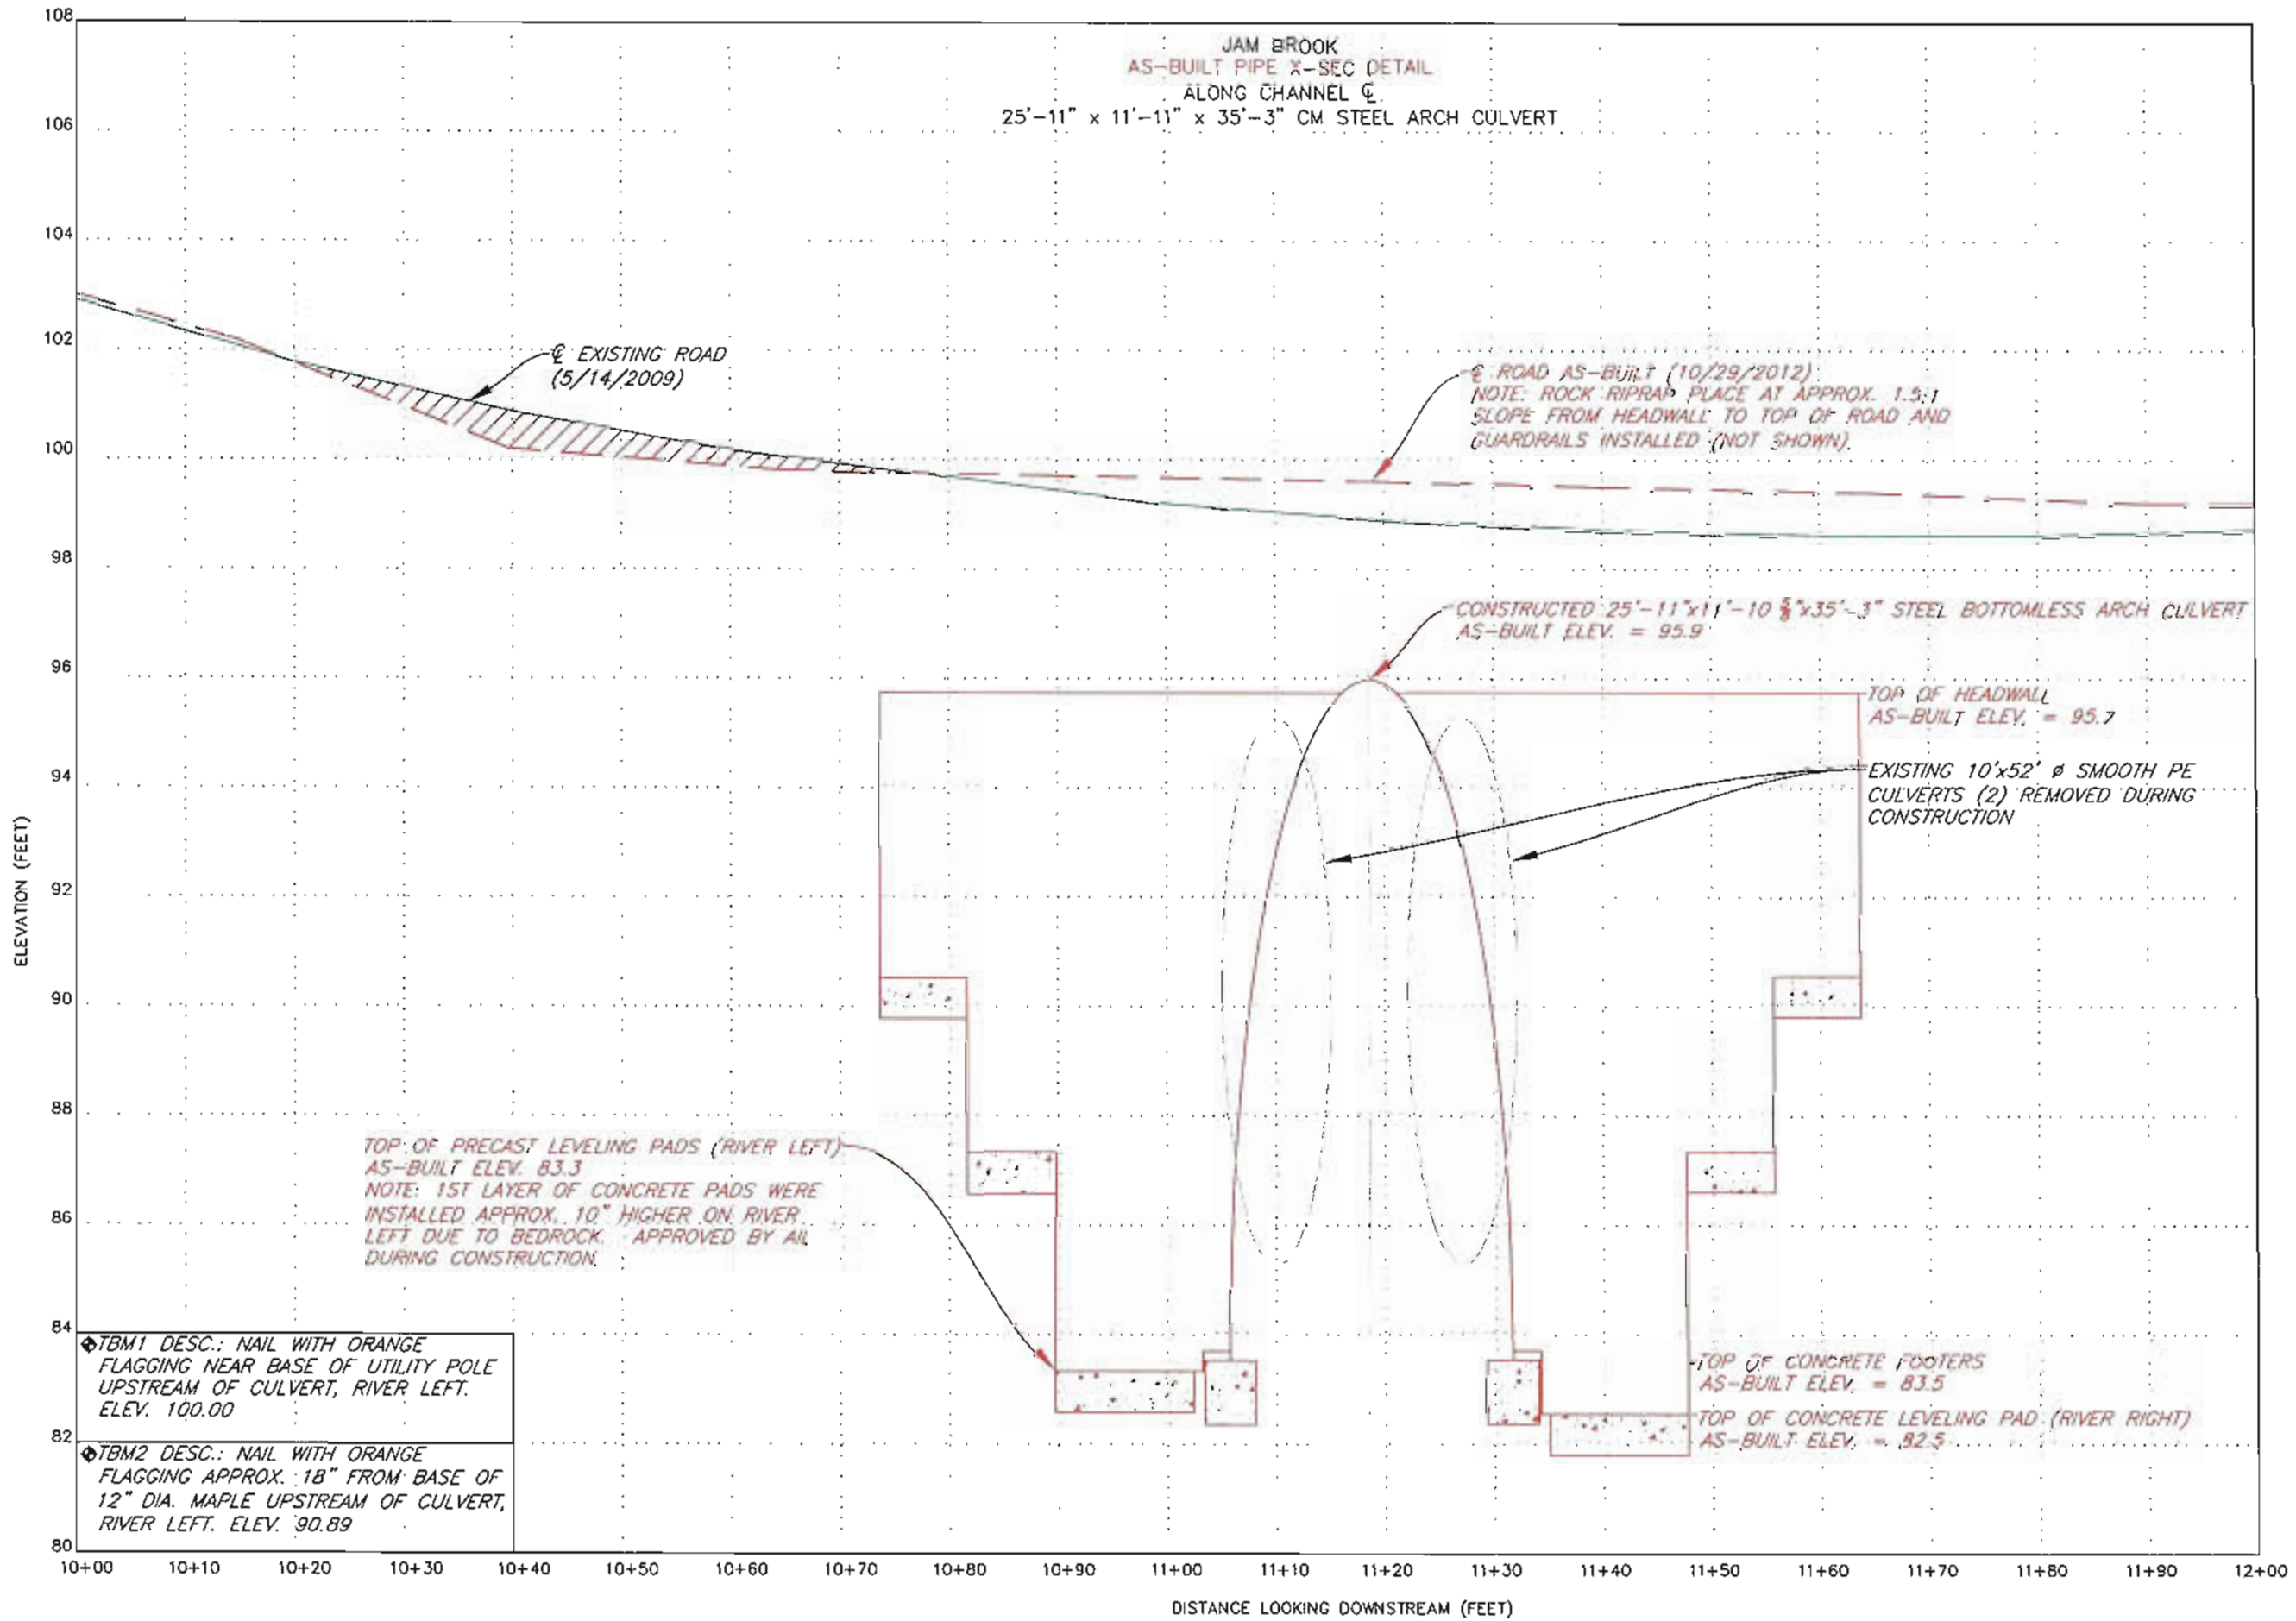 JAM BROOK
AS-BUILT PIPE X-SEC DETAIL
ALONG CHANNEL ℄
25'-11" x 11'-11" x 35'-3" CM STEEL ARCH CULVERT
108
106
104
102
100
98
96
94
92
90
88
86
84
82
80
ELEVATION (FEET)
℄ EXISTING ROAD
(5/14/2009)
℄ ROAD AS-BUILT (10/29/2012)
NOTE: ROCK RIPRAP PLACE AT APPROX. 1.5:1
SLOPE FROM HEADWALL TO TOP OF ROAD AND
GUARDRAILS INSTALLED (NOT SHOWN).
CONSTRUCTED 25'-11"x11'-10 5/8"x35'-3" STEEL BOTTOMLESS ARCH CULVERT
AS-BUILT ELEV. = 95.9
TOP OF HEADWALL
AS-BUILT ELEV. = 95.7
EXISTING 10'x52' ø SMOOTH PE
CULVERTS (2) REMOVED DURING
CONSTRUCTION
TOP OF PRECAST LEVELING PADS (RIVER LEFT)
AS-BUILT ELEV. 83.3
NOTE: 1ST LAYER OF CONCRETE PADS WERE
INSTALLED APPROX. 10" HIGHER ON RIVER
LEFT DUE TO BEDROCK. APPROVED BY AIL
DURING CONSTRUCTION.
TBM1 DESC.: NAIL WITH ORANGE
FLAGGING NEAR BASE OF UTILITY POLE
UPSTREAM OF CULVERT, RIVER LEFT.
ELEV. 100.00
TBM2 DESC.: NAIL WITH ORANGE
FLAGGING APPROX. 18" FROM BASE OF
12" DIA. MAPLE UPSTREAM OF CULVERT,
RIVER LEFT. ELEV. 90.89
TOP OF CONCRETE FOOTERS
AS-BUILT ELEV. = 83.5
TOP OF CONCRETE LEVELING PAD (RIVER RIGHT)
AS-BUILT ELEV. = 82.5
10+00 10+10 10+20 10+30 10+40 10+50 10+60 10+70 10+80 10+90 11+00 11+10 11+20 11+30 11+40 11+50 11+60 11+70 11+80 11+90 12+00
DISTANCE LOOKING DOWNSTREAM (FEET)